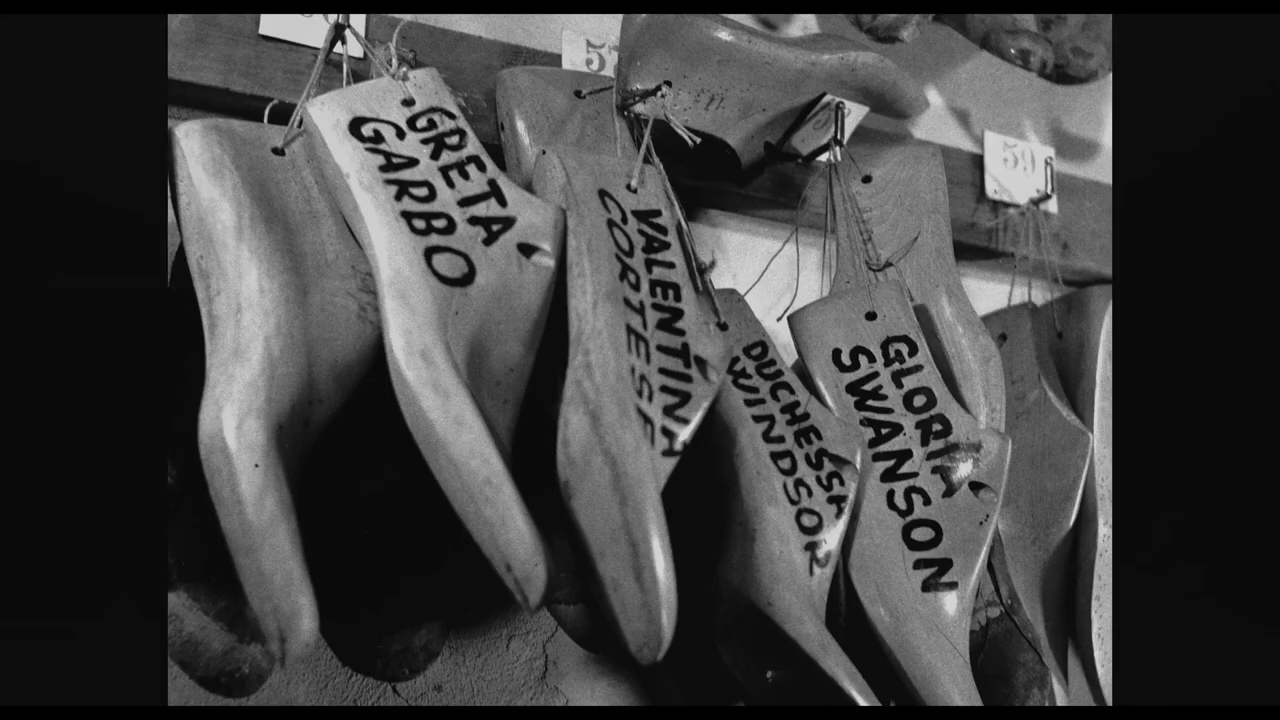 GRETA
GARBO
VALENTINA
CORTESE
DUCHESSA
WINDSOR
GLORIA
SWANSON
59